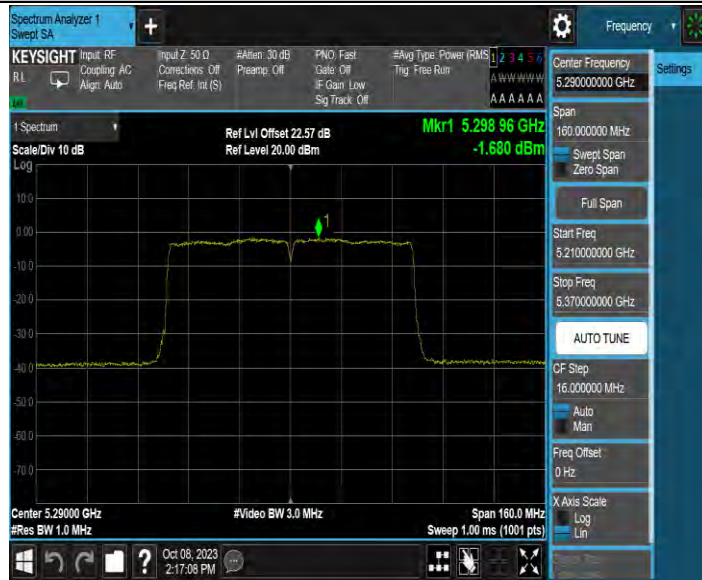 Spectrum Analyzer 1
Swept SA
Frequency
KEYSIGHT
RL
Input: RF
Coupling: AC
Align: Auto
Input Z: 50 Ω
Corrections: Off
Freq Ref: Int (S)
#Atten: 30 dB
Preamp: Off
PNO: Fast
Gate: Off
IF Gain: Low
Sig Track: Off
#Avg Type: Power (RMS
Trig: Free Run
1 2 3 4 5 6
A W W W W W
A A A A A A
Settings
Center Frequency
5.290000000 GHz
Span
160.000000 MHz
Swept Span
Zero Span
Full Span
Start Freq
5.210000000 GHz
Stop Freq
5.370000000 GHz
AUTO TUNE
CF Step
16.000000 MHz
Auto
Man
Freq Offset
0 Hz
X Axis Scale
Log
Lin
1 Spectrum
Scale/Div 10 dB
Ref Lvl Offset 22.57 dB
Ref Level 20.00 dBm
Mkr1 5.298 96 GHz
-1.680 dBm
Log
10.0
0.00
-10.0
-20.0
-30.0
-40.0
-50.0
-60.0
-70.0
1
Center 5.29000 GHz
#Res BW 1.0 MHz
#Video BW 3.0 MHz
Span 160.0 MHz
Sweep 1.00 ms (1001 pts)
Oct 08, 2023
2:17:08 PM